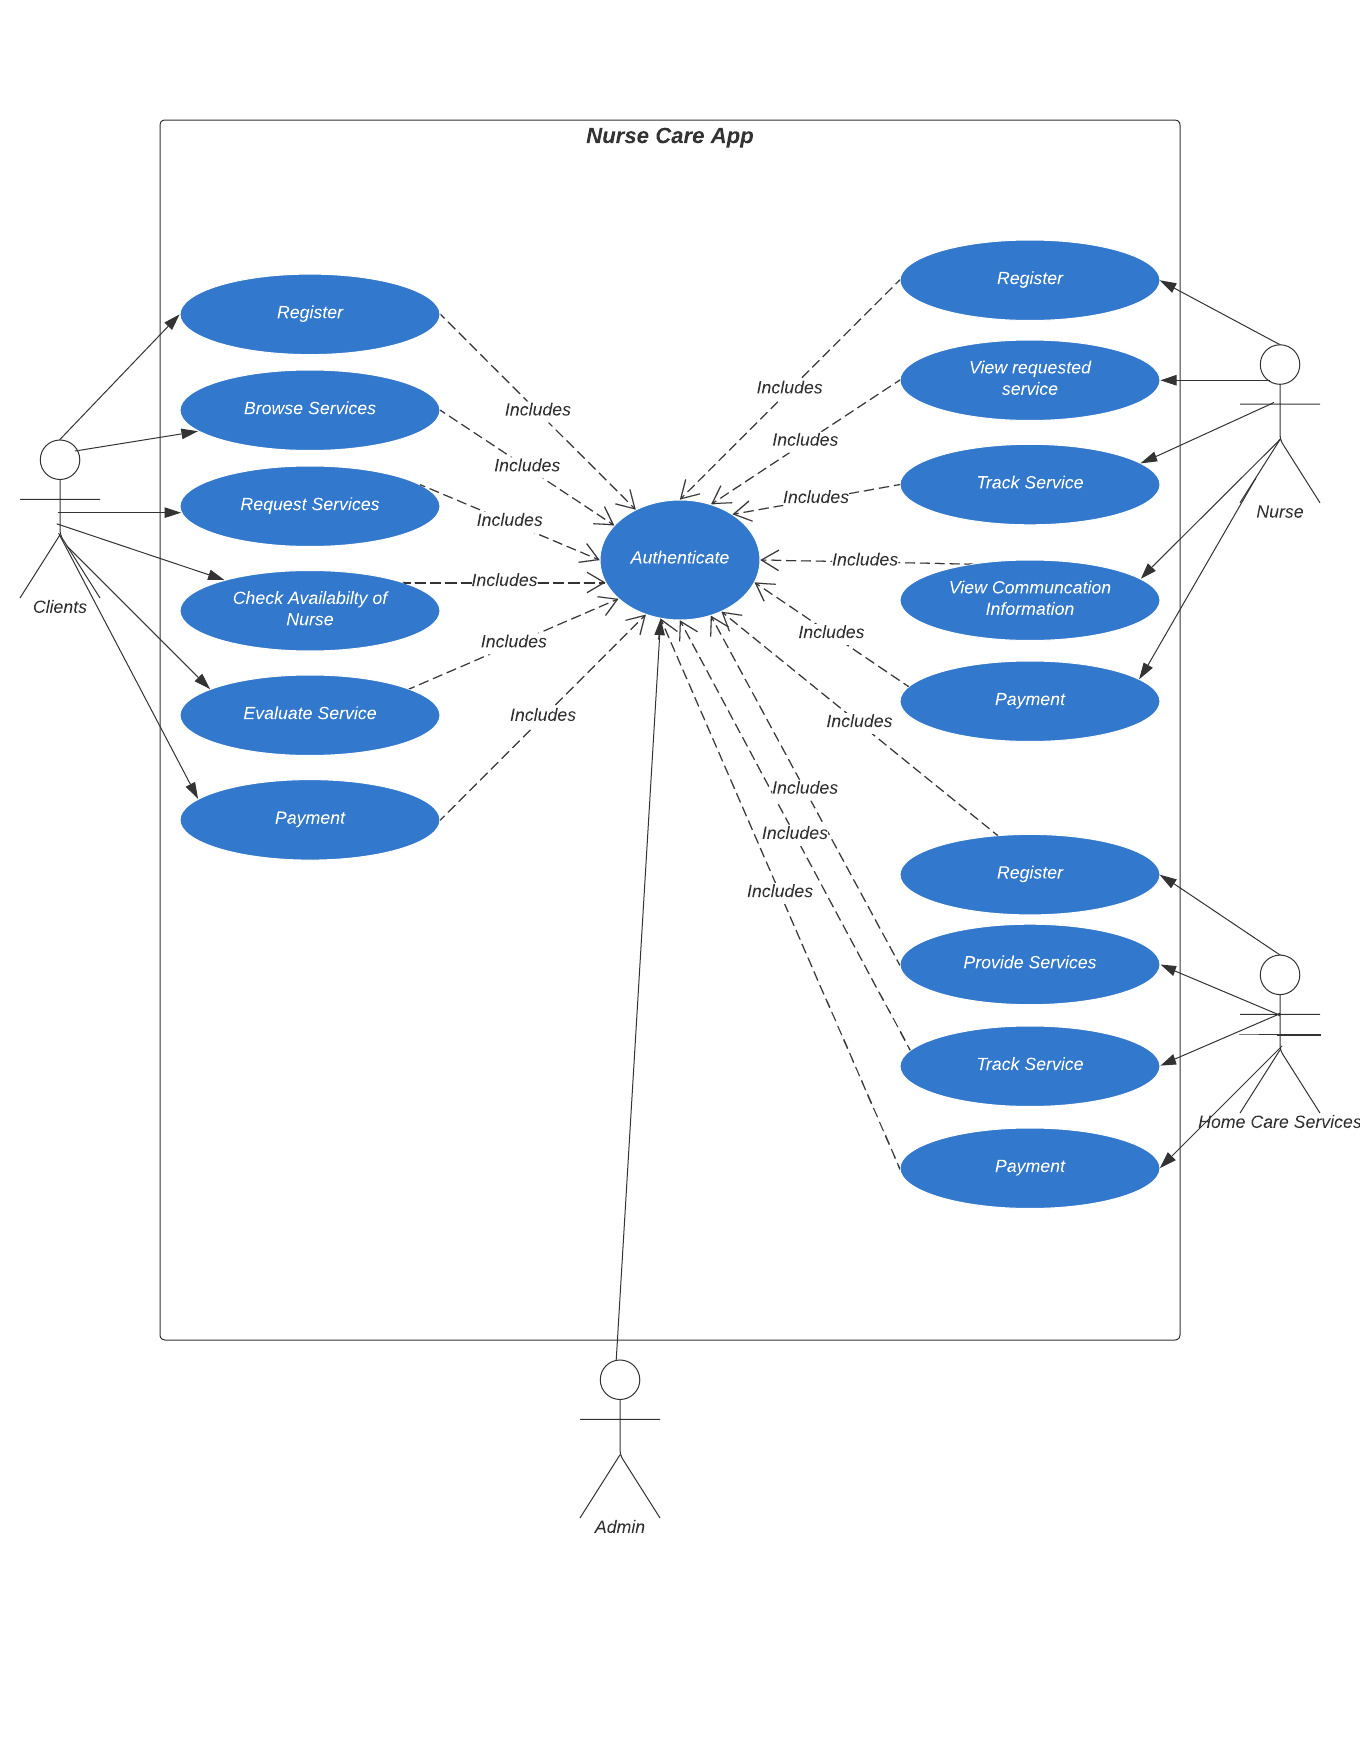 Nurse Care App
Register
Browse Services
Request Services
Check Availabilty of
Nurse
Evaluate Service
Payment
Clients
Includes
Includes
Includes
Includes
Includes
Includes
Authenticate
Includes
Includes
Includes
Includes
Includes
Includes
Includes
Includes
Includes
Register
View requested
service
Track Service
View Communcation
Information
Payment
Nurse
Register
Provide Services
Track Service
Payment
Home Care Services
Admin